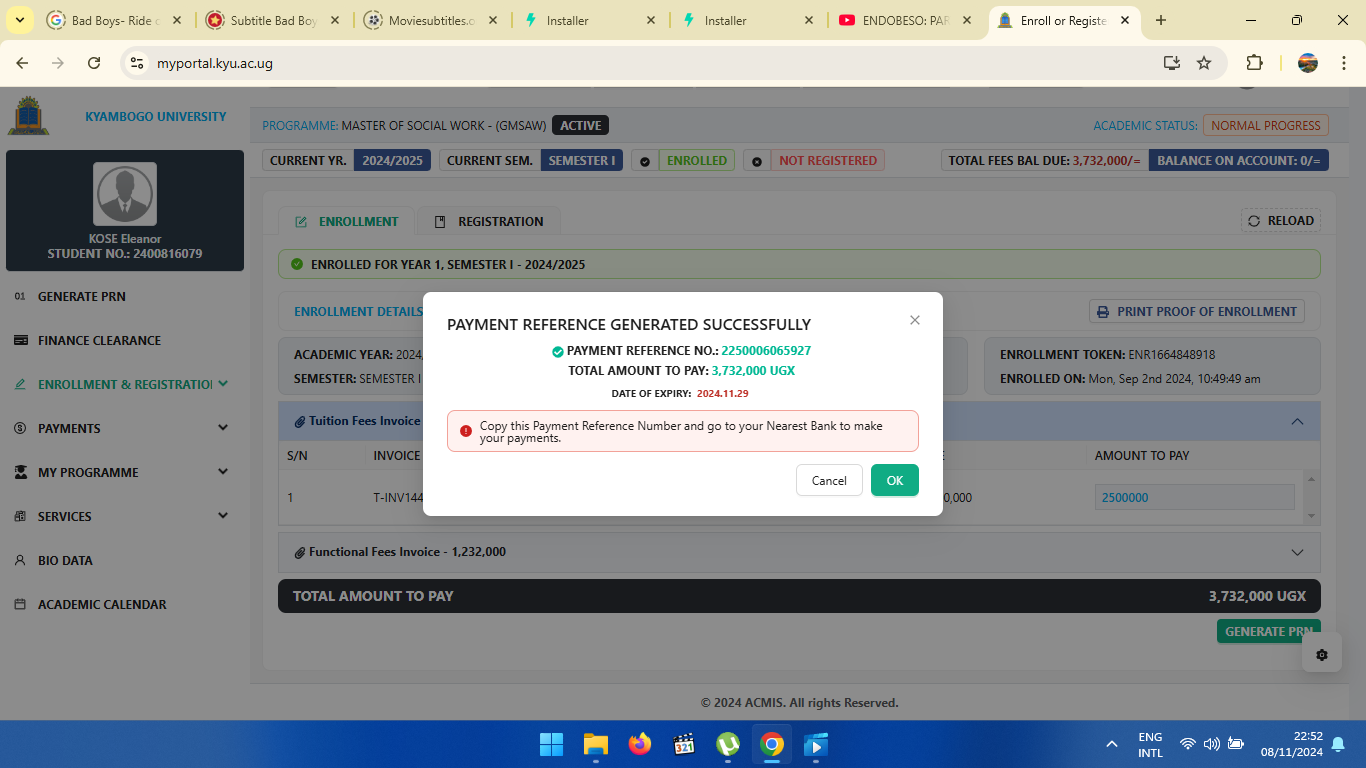 Bad Boys- Ride o
Subtitle Bad Boy
Moviesubtitles.o
Installer
Installer
ENDOBESO: PAR
Enroll or Registe
myportal.kyu.ac.ug
KYAMBOGO UNIVERSITY
PROGRAMME: MASTER OF SOCIAL WORK - (GMSAW) ACTIVE
ACADEMIC STATUS: NORMAL PROGRESS
CURRENT YR. 2024/2025 CURRENT SEM. SEMESTER I ENROLLED NOT REGISTERED
TOTAL FEES BAL DUE: 3,732,000/= BALANCE ON ACCOUNT: 0/=
KOSE Eleanor
STUDENT NO.: 2400816079
01 GENERATE PRN
FINANCE CLEARANCE
ENROLLMENT & REGISTRATIO
PAYMENTS
MY PROGRAMME
SERVICES
BIO DATA
ACADEMIC CALENDAR
ENROLLMENT REGISTRATION RELOAD
ENROLLED FOR YEAR 1, SEMESTER I - 2024/2025
ENROLLMENT DETAILS
PRINT PROOF OF ENROLLMENT
ACADEMIC YEAR: 2024
SEMESTER: SEMESTER I
ENROLLMENT TOKEN: ENR1664848918
ENROLLED ON: Mon, Sep 2nd 2024, 10:49:49 am
Tuition Fees Invoice
S/N INVOICE AMOUNT TO PAY
1 T-INV144 0,000 2500000
Functional Fees Invoice - 1,232,000
TOTAL AMOUNT TO PAY 3,732,000 UGX
GENERATE PRN
PAYMENT REFERENCE GENERATED SUCCESSFULLY
PAYMENT REFERENCE NO.: 2250006065927
TOTAL AMOUNT TO PAY: 3,732,000 UGX
DATE OF EXPIRY: 2024.11.29
Copy this Payment Reference Number and go to your Nearest Bank to make
your payments.
Cancel OK
© 2024 ACMIS. All rights Reserved.
321
ENG
INTL
22:52
08/11/2024